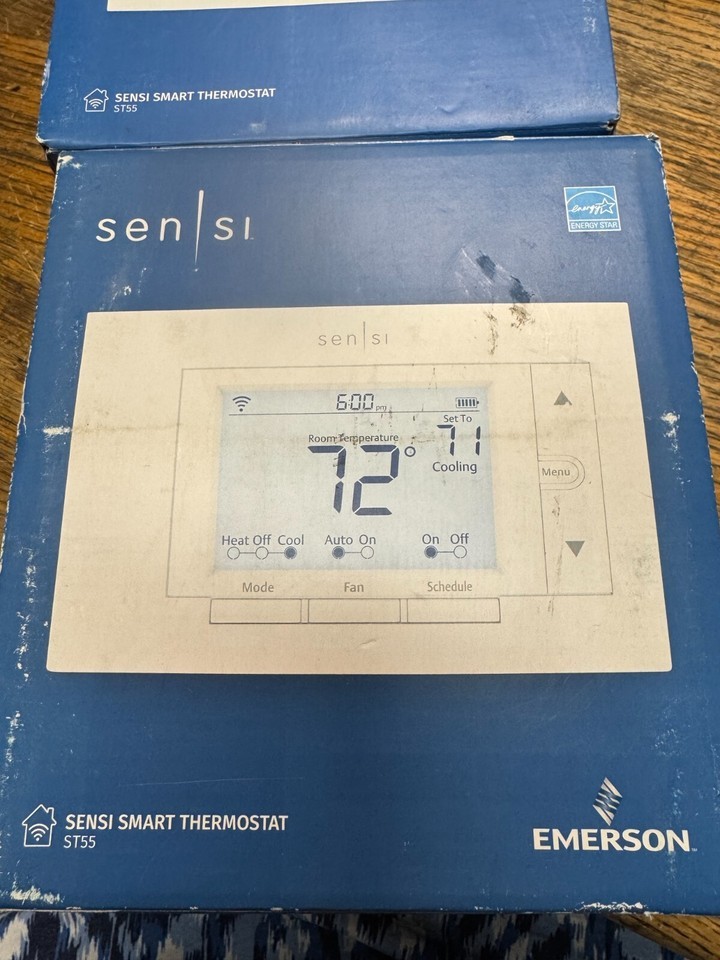 SENSI SMART THERMOSTAT
ST55
sen|si
energy
ENERGY STAR
sen|si
6:00 pm
Set To
71
Cooling
Room Temperature
72°
Menu
Heat Off Cool
Auto On
On Off
Mode
Fan
Schedule
SENSI SMART THERMOSTAT
ST55
EMERSON